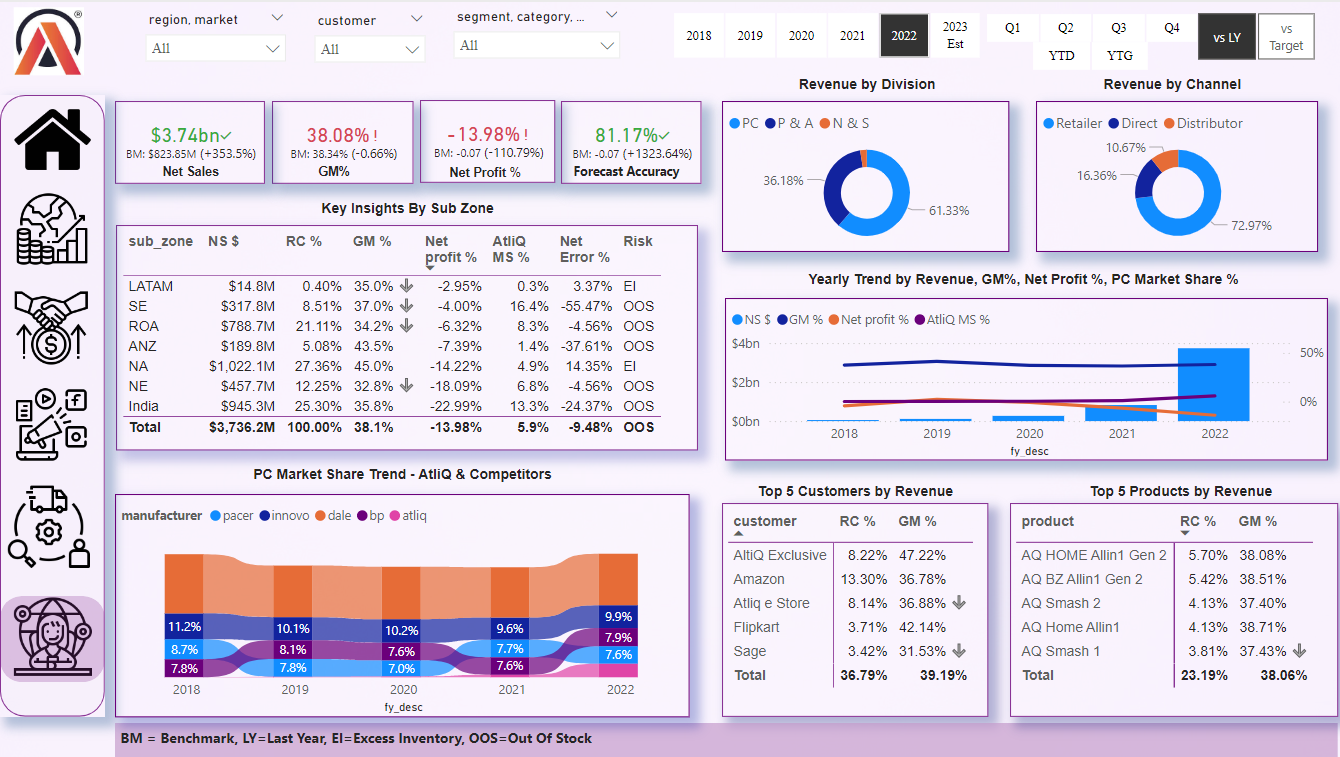 ®
region, market
All
customer
All
segment, category, ...
All
2018 2019 2020 2021 2022 2023 Est
Q1 Q2 Q3 Q4
YTD YTG
vs LY
vs Target
$3.74bn
BM: $823.85M (+353.5%)
Net Sales
38.08% !
BM: 38.34% (-0.66%)
GM%
-13.98% !
BM: -0.07 (-110.79%)
Net Profit %
81.17%
BM: -0.07 (+1323.64%)
Forecast Accuracy
Revenue by Division
PC P & A N & S
36.18%
61.33%
Revenue by Channel
Retailer Direct Distributor
10.67%
16.36%
72.97%
Key Insights By Sub Zone
sub_zone NS $ RC % GM % Net profit % AtliQ MS % Net Error % Risk
LATAM $14.8M 0.40% 35.0% -2.95% 0.3% 3.37% EI
SE $317.8M 8.51% 37.0% -4.00% 16.4% -55.47% OOS
ROA $788.7M 21.11% 34.2% -6.32% 8.3% -4.56% OOS
ANZ $189.8M 5.08% 43.5% -7.39% 1.4% -37.61% OOS
NA $1,022.1M 27.36% 45.0% -14.22% 4.9% 14.35% EI
NE $457.7M 12.25% 32.8% -18.09% 6.8% -4.56% OOS
India $945.3M 25.30% 35.8% -22.99% 13.3% -24.37% OOS
Total $3,736.2M 100.00% 38.1% -13.98% 5.9% -9.48% OOS
Yearly Trend by Revenue, GM%, Net Profit %, PC Market Share %
NS $ GM % Net profit % AtliQ MS %
$4bn
$2bn
$0bn
50%
0%
2018 2019 2020 2021 2022
fy_desc
PC Market Share Trend - AtliQ & Competitors
manufacturer pacer innovo dale bp atliq
11.2% 10.1% 10.2% 9.6% 9.9%
8.7% 8.1% 7.6% 7.7% 7.9%
7.8% 7.8% 7.0% 7.6% 7.6%
2018 2019 2020 2021 2022
fy_desc
Top 5 Customers by Revenue
customer RC % GM %
AltiQ Exclusive 8.22% 47.22%
Amazon 13.30% 36.78%
Atliq e Store 8.14% 36.88%
Flipkart 3.71% 42.14%
Sage 3.42% 31.53%
Total 36.79% 39.19%
Top 5 Products by Revenue
product RC % GM %
AQ HOME Allin1 Gen 2 5.70% 38.08%
AQ BZ Allin1 Gen 2 5.42% 38.51%
AQ Smash 2 4.13% 37.40%
AQ Home Allin1 4.13% 38.71%
AQ Smash 1 3.81% 37.43%
Total 23.19% 38.06%
BM = Benchmark, LY=Last Year, EI=Excess Inventory, OOS=Out Of Stock